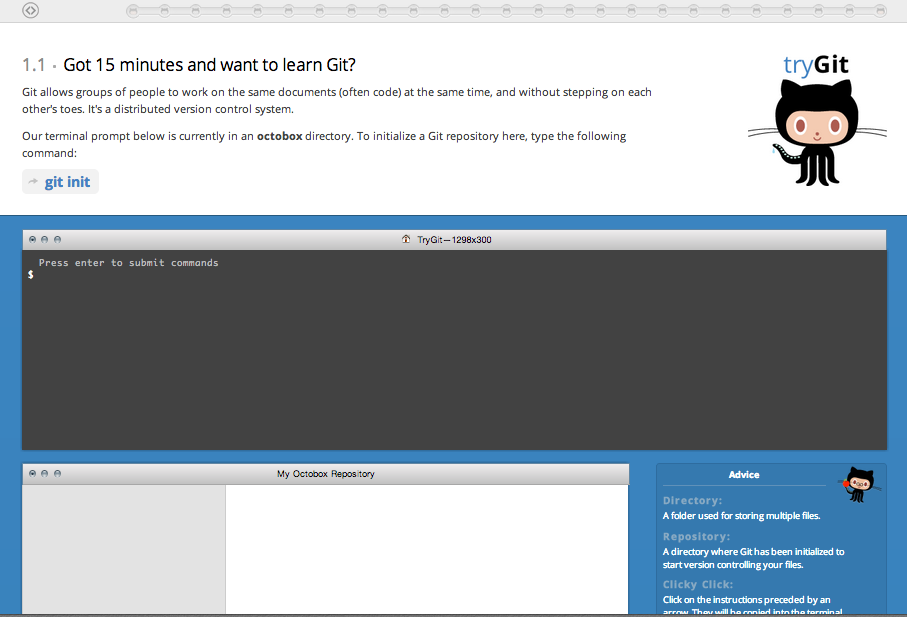 1.1 · Got 15 minutes and want to learn Git?
tryGit
Git allows groups of people to work on the same documents (often code) at the same time, and without stepping on each
other's toes. It's a distributed version control system.
Our terminal prompt below is currently in an octobox directory. To initialize a Git repository here, type the following
command:
git init
TryGit—1298x300
Press enter to submit commands
$
My Octobox Repository
Advice
Directory:
A folder used for storing multiple files.
Repository:
A directory where Git has been initialized to
start version controlling your files.
Clicky Click:
Click on the instructions preceded by an
arrow. They will be copied into the terminal